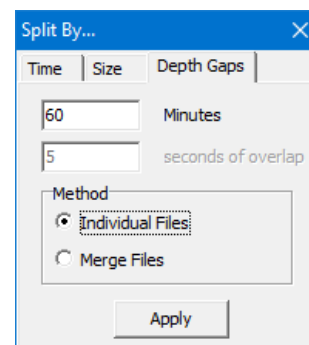 Split By...
Time Size Depth Gaps
60 Minutes
5 seconds of overlap
Method
Individual Files
Merge Files
Apply